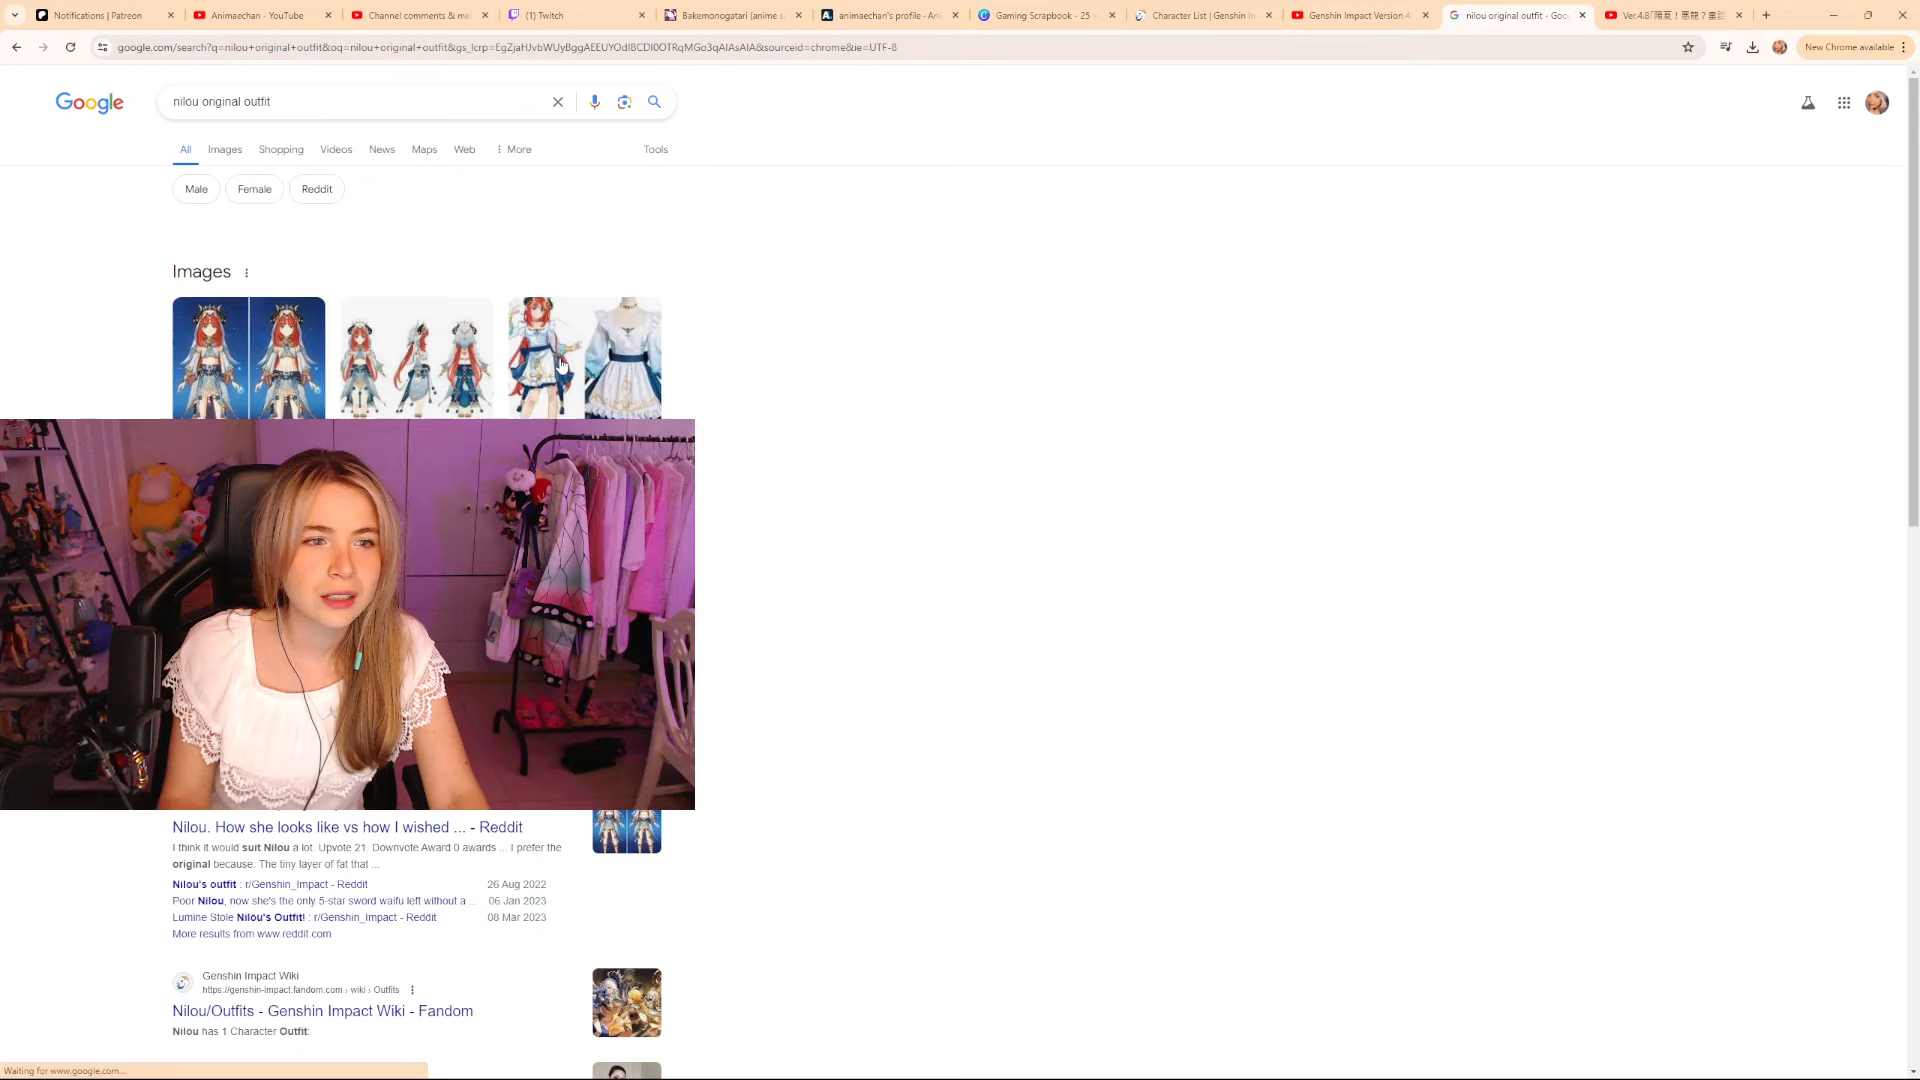 Notifications | Patreon
Animaechan - YouTube
Channel comments & me
(1) Twitch
Bakemonogatari (anime s
animaechan's profile - An
Gaming Scrapbook - 25
Character List | Genshin In
Genshin Impact Version 4
nilou original outfit - Goo
New Chrome available
google.com/search?q=nilou+original+outfit&oq=nilou+original+outfit&gs_lcrp=EgZjaHJvbWUyBggAEEUYOdIBCDI0OTRqMGo3qAIAsAIA&sourceid=chrome&ie=UTF-8
Google
nilou original outfit
All
Images
Shopping
Videos
News
Maps
Web
More
Tools
Male
Female
Reddit
Images
Nilou. How she looks like vs how I wished ... - Reddit
I think it would suit Nilou a lot. Upvote 21. Downvote Award 0 awards ... I prefer the
original because: The tiny layer of fat that ...
Nilou's outfit : r/Genshin_Impact - Reddit 26 Aug 2022
Poor Nilou, now she's the only 5-star sword waifu left without a ... 06 Jan 2023
Lumine Stole Nilou's Outfit! : r/Genshin_Impact - Reddit 08 Mar 2023
More results from www.reddit.com
Genshin Impact Wiki
https://genshin-impact.fandom.com › wiki › Outfits
Nilou/Outfits - Genshin Impact Wiki - Fandom
Nilou has 1 Character Outfit:
Waiting for www.google.com...